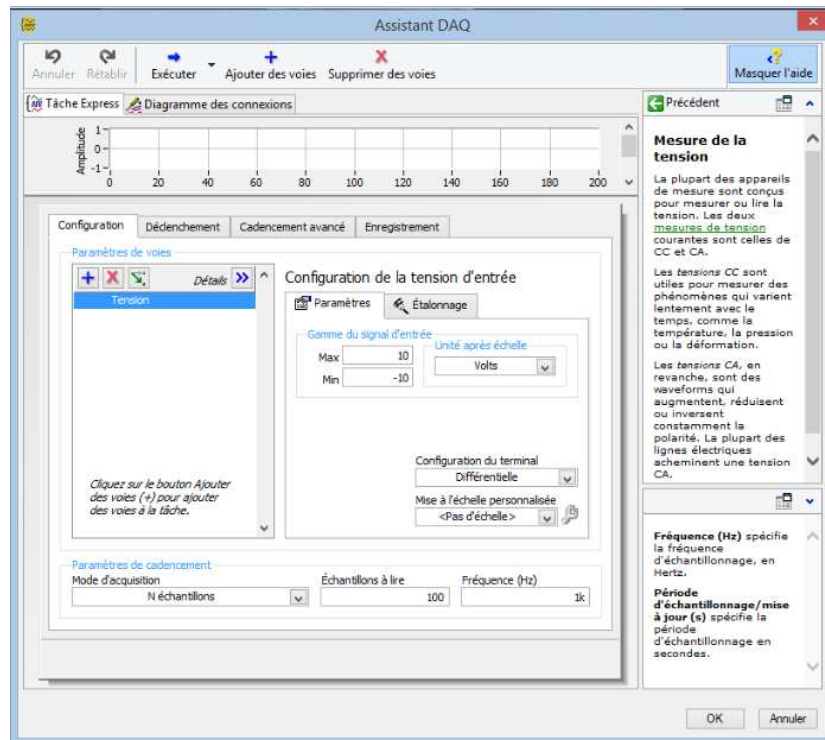 Assistant DAQ
Annuler Rétablir Exécuter Ajouter des voies Supprimer des voies Masquer l'aide
Tâche Express Diagramme des connexions
Amplitude
1
0
-1
0 20 40 60 80 100 120 140 160 180 200
Configuration Déclenchement Cadencement avancé Enregistrement
Paramètres de voies
Détails
Tension
Cliquez sur le bouton Ajouter
des voies (+) pour ajouter
des voies à la tâche.
Configuration de la tension d'entrée
Paramètres Étalonnage
Gamme du signal d'entrée
Max 10
Min -10
Unité après échelle
Volts
Configuration du terminal
Différentielle
Mise à l'échelle personnalisée
<Pas d'échelle>
Paramètres de cadencement
Mode d'acquisition Échantillons à lire Fréquence (Hz)
N échantillons 100 1k
Précédent
Mesure de la
tension
La plupart des appareils
de mesure sont conçus
pour mesurer ou lire la
tension. Les deux
mesures de tension
courantes sont celles de
CC et CA.
Les tensions CC sont
utiles pour mesurer des
phénomènes qui varient
lentement avec le
temps, comme la
température, la pression
ou la déformation.
Les tensions CA, en
revanche, sont des
waveforms qui
augmentent, réduisent
ou inversent
constamment la
polarité. La plupart des
lignes électriques
acheminent une tension
CA.
Fréquence (Hz) spécifie
la fréquence
d'échantillonnage, en
Hertz.
Période
d'échantillonnage/mise
à jour (s) spécifie la
période
d'échantillonnage en
secondes.
OK Annuler